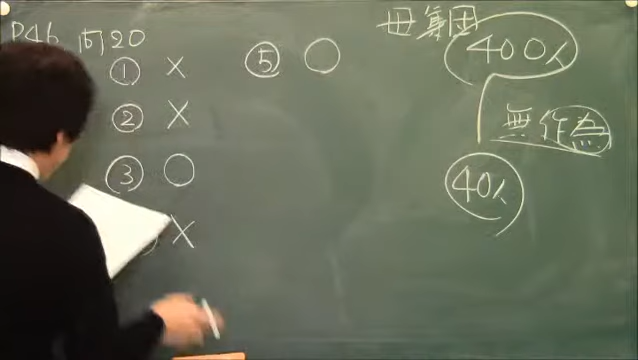 P46 問20
① ×
② ×
③ ○
×
⑤ ○
母集団 400人
無作為
40人